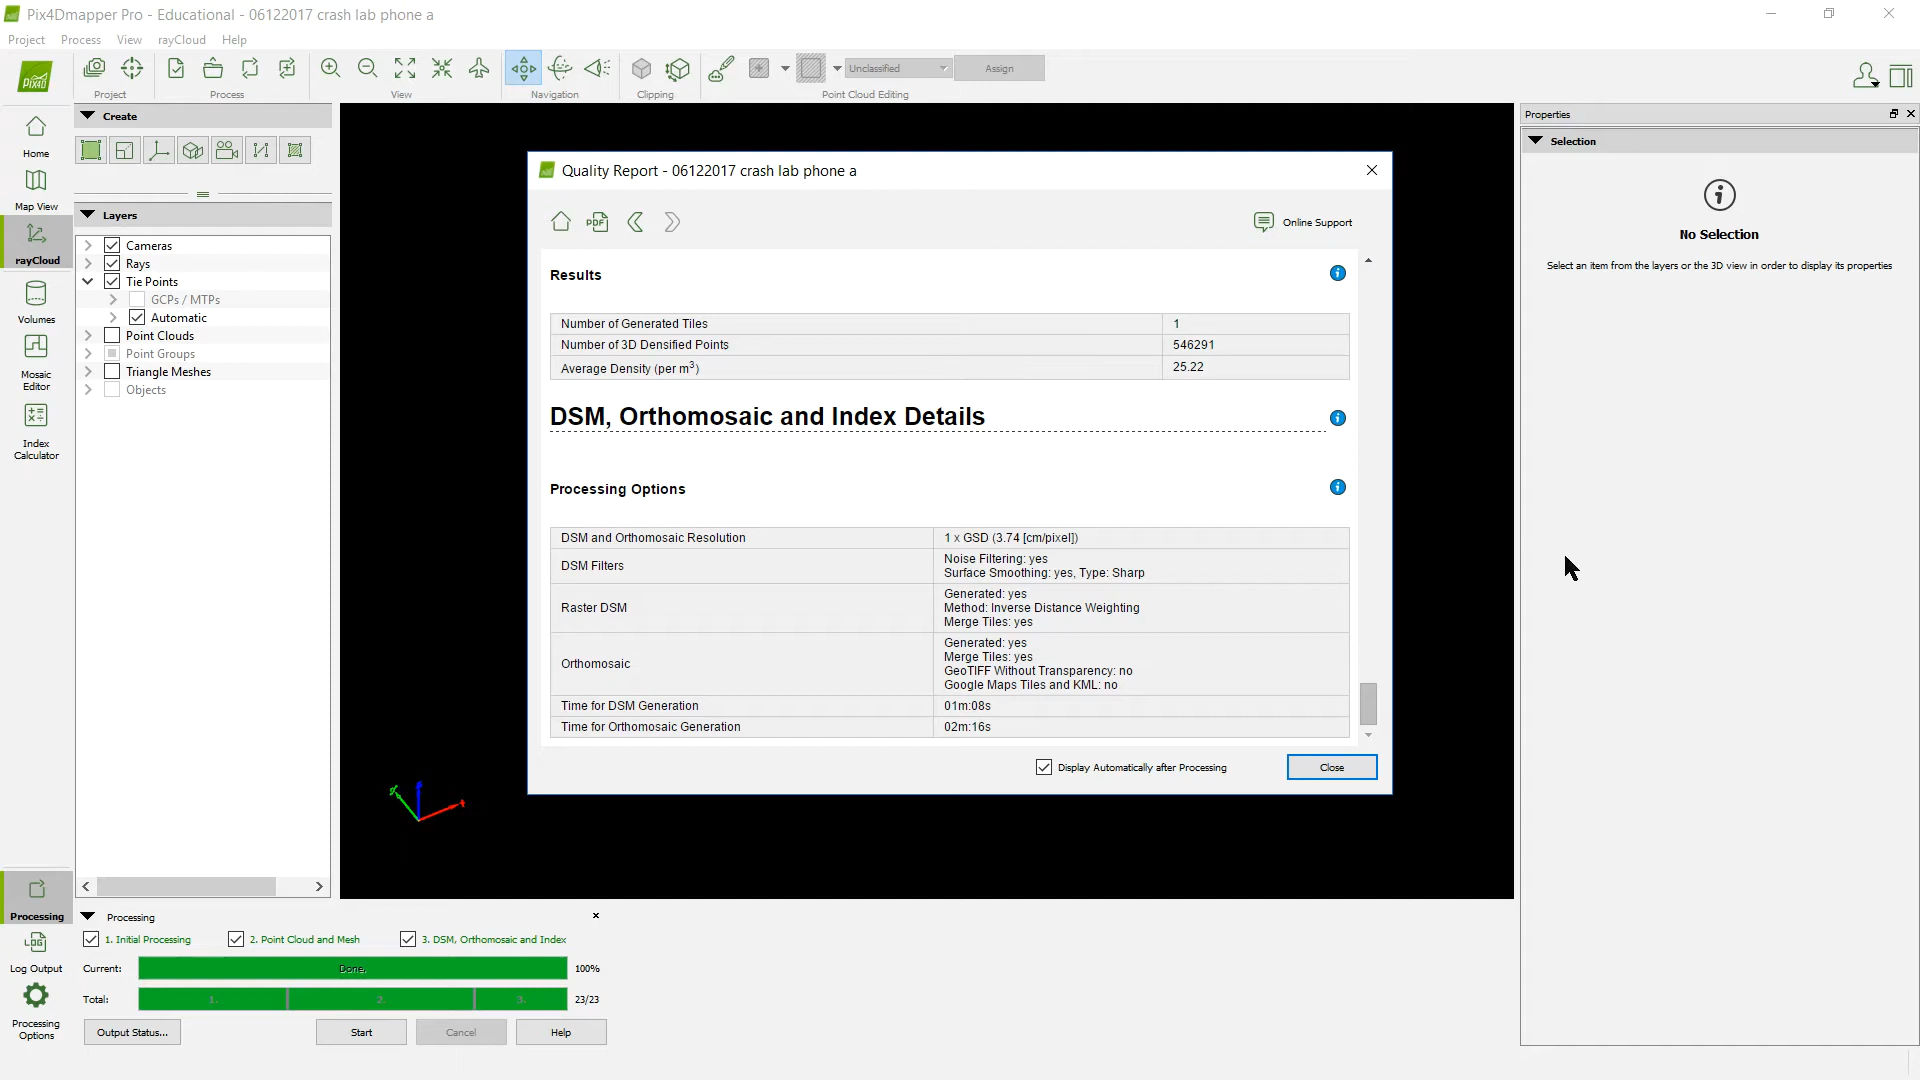 Pix4Dmapper Pro - Educational - 06122017 crash lab phone a
Project Process View rayCloud Help
PIX4D
Project
Process
View
Navigation
Clipping
Unclassified
Assign
Point Cloud Editing
Home
Map View
rayCloud
Volumes
Mosaic
Editor
Index
Calculator
Create
Layers
Cameras
Rays
Tie Points
GCPs / MTPs
Automatic
Point Clouds
Point Groups
Triangle Meshes
Objects
Quality Report - 06122017 crash lab phone a
PDF
Online Support
Results
Number of Generated Tiles 1
Number of 3D Densified Points 546291
Average Density (per m3) 25.22
DSM, Orthomosaic and Index Details
Processing Options
DSM and Orthomosaic Resolution 1 x GSD (3.74 [cm/pixel])
DSM Filters
Noise Filtering: yes
Surface Smoothing: yes, Type: Sharp
Raster DSM
Generated: yes
Method: Inverse Distance Weighting
Merge Tiles: yes
Orthomosaic
Generated: yes
Merge Tiles: yes
GeoTIFF Without Transparency: no
Google Maps Tiles and KML: no
Time for DSM Generation 01m:08s
Time for Orthomosaic Generation 02m:16s
Display Automatically after Processing
Close
Properties
Selection
No Selection
Select an item from the layers or the 3D view in order to display its properties
Processing
LOG
Log Output
Processing
Options
Processing
1. Initial Processing 2. Point Cloud and Mesh 3. DSM, Orthomosaic and Index
Current: Done. 100%
Total: 1. 2. 3. 23/23
Output Status... Start Cancel Help